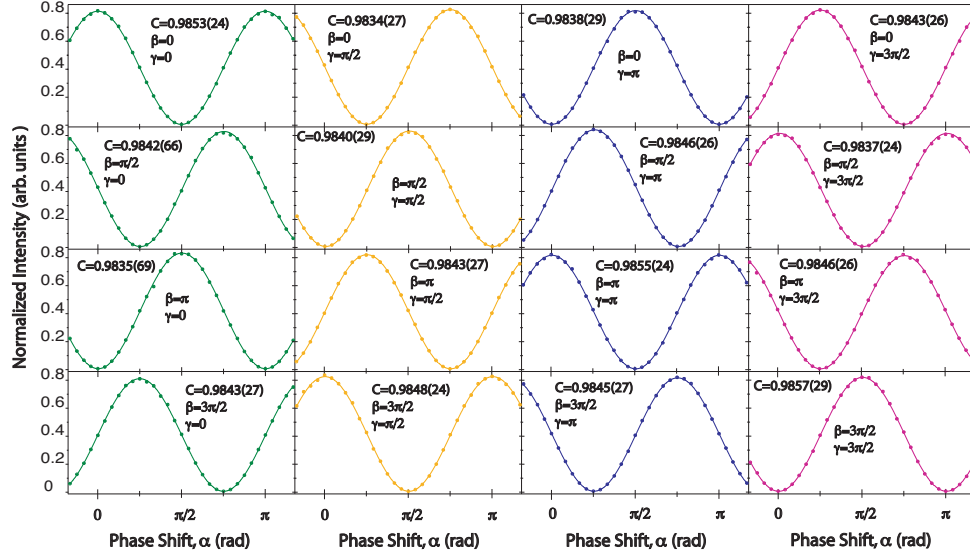 Normalized Intensity (arb. units)
0.8
0.6
0.4
0.2
C=0.9853(24)
β=0
γ=0
C=0.9834(27)
β=0
γ=π/2
C=0.9838(29)
β=0
γ=π
C=0.9843(26)
β=0
γ=3π/2
0.8
0.6
0.4
0.2
C=0.9842(66)
β=π/2
γ=0
C=0.9840(29)
β=π/2
γ=π/2
C=0.9846(26)
β=π/2
γ=π
C=0.9837(24)
β=π/2
γ=3π/2
0.8
0.6
0.4
0.2
C=0.9835(69)
β=π
γ=0
C=0.9843(27)
β=π
γ=π/2
C=0.9855(24)
β=π
γ=π
C=0.9846(26)
β=π
γ=3π/2
0.8
0.6
0.4
0.2
0
C=0.9843(27)
β=3π/2
γ=0
C=0.9848(24)
β=3π/2
γ=π/2
C=0.9845(27)
β=3π/2
γ=π
C=0.9857(29)
β=3π/2
γ=3π/2
0 π/2 π
0 π/2 π
0 π/2 π
0 π/2 π
Phase Shift, α (rad)
Phase Shift, α (rad)
Phase Shift, α (rad)
Phase Shift, α (rad)